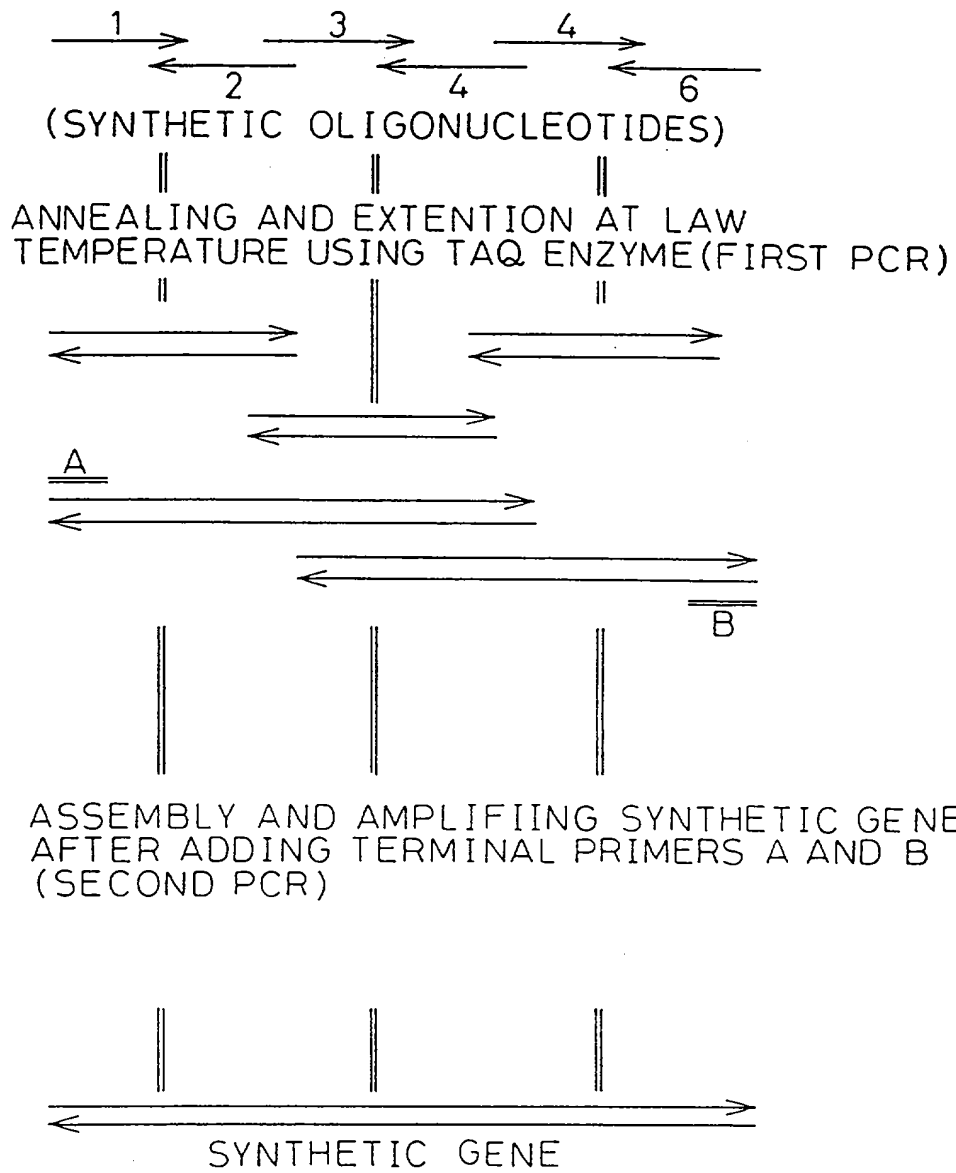 1 3 4
2 4 6
(SYNTHETIC OLIGONUCLEOTIDES)
ANNEALING AND EXTENTION AT LAW
TEMPERATURE USING TAQ ENZYME(FIRST PCR)
A
B
ASSEMBLY AND AMPLIFIING SYNTHETIC GENE
AFTER ADDING TERMINAL PRIMERS A AND B
(SECOND PCR)
SYNTHETIC GENE